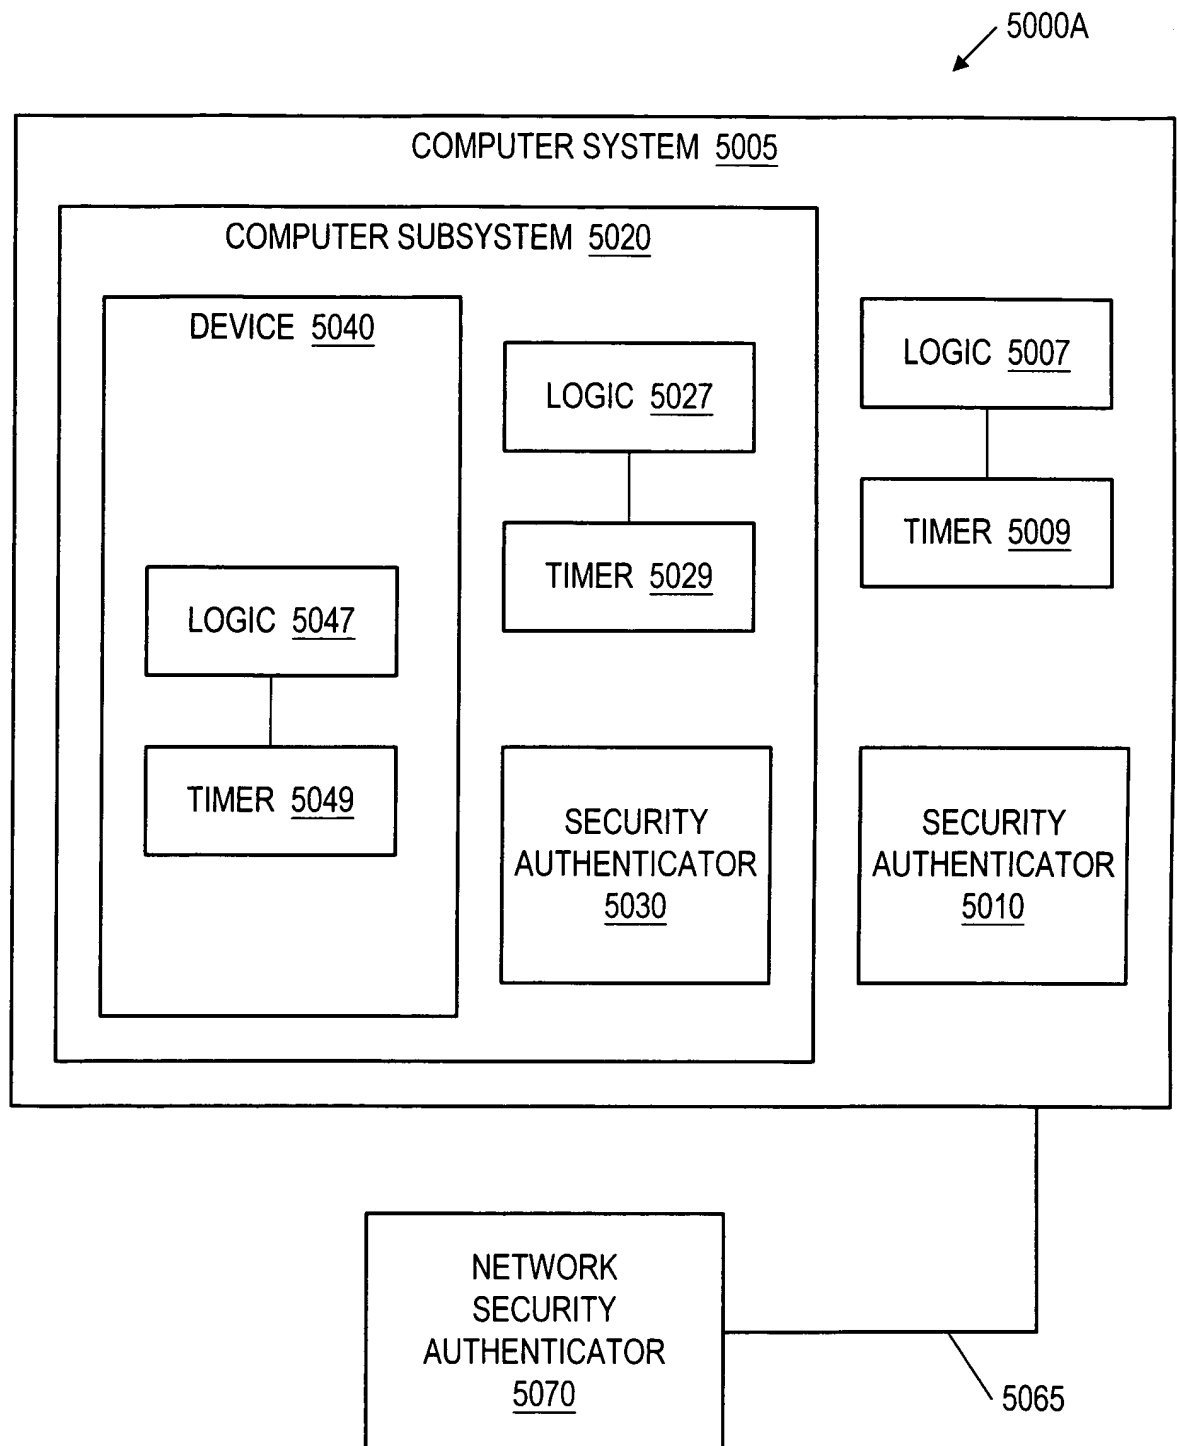 5000A
COMPUTER SYSTEM 5005
COMPUTER SUBSYSTEM 5020
DEVICE 5040
LOGIC 5007
LOGIC 5027
TIMER 5009
TIMER 5029
LOGIC 5047
TIMER 5049
SECURITY
AUTHENTICATOR
5030
SECURITY
AUTHENTICATOR
5010
NETWORK
SECURITY
AUTHENTICATOR
5070
5065